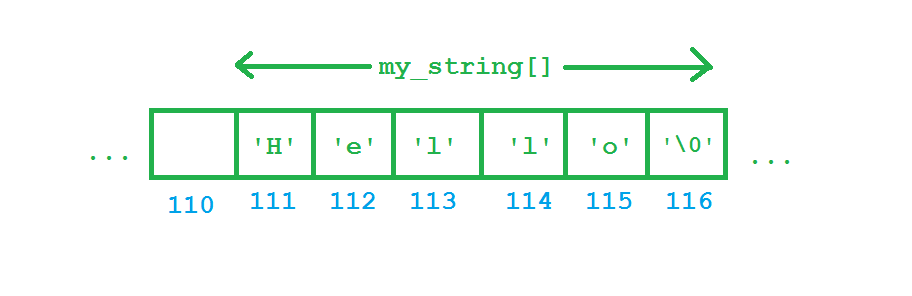 my_string[]
... 'H' 'e' 'l' 'l' 'o' '\0' ...
110 111 112 113 114 115 116